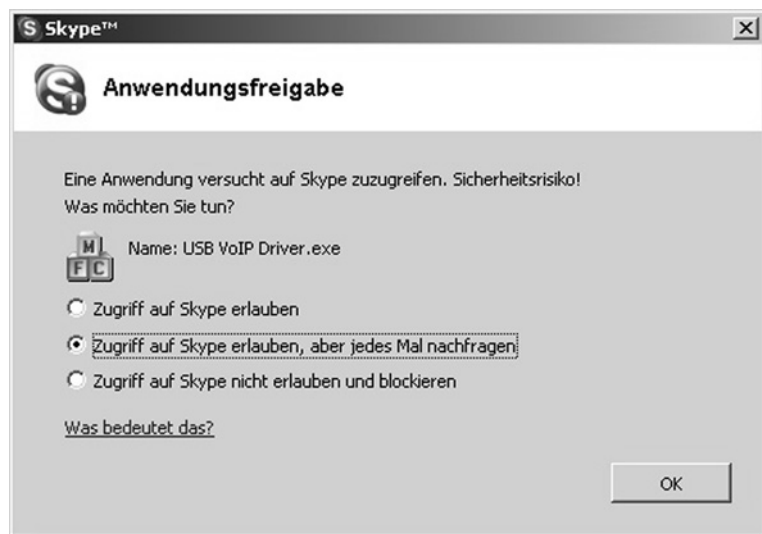 S Skype™
Anwendungsfreigabe
Eine Anwendung versucht auf Skype zuzugreifen. Sicherheitsrisiko!
Was möchten Sie tun?
M
F C
Name: USB VoIP Driver.exe
Zugriff auf Skype erlauben
Zugriff auf Skype erlauben, aber jedes Mal nachfragen
Zugriff auf Skype nicht erlauben und blockieren
Was bedeutet das?
OK